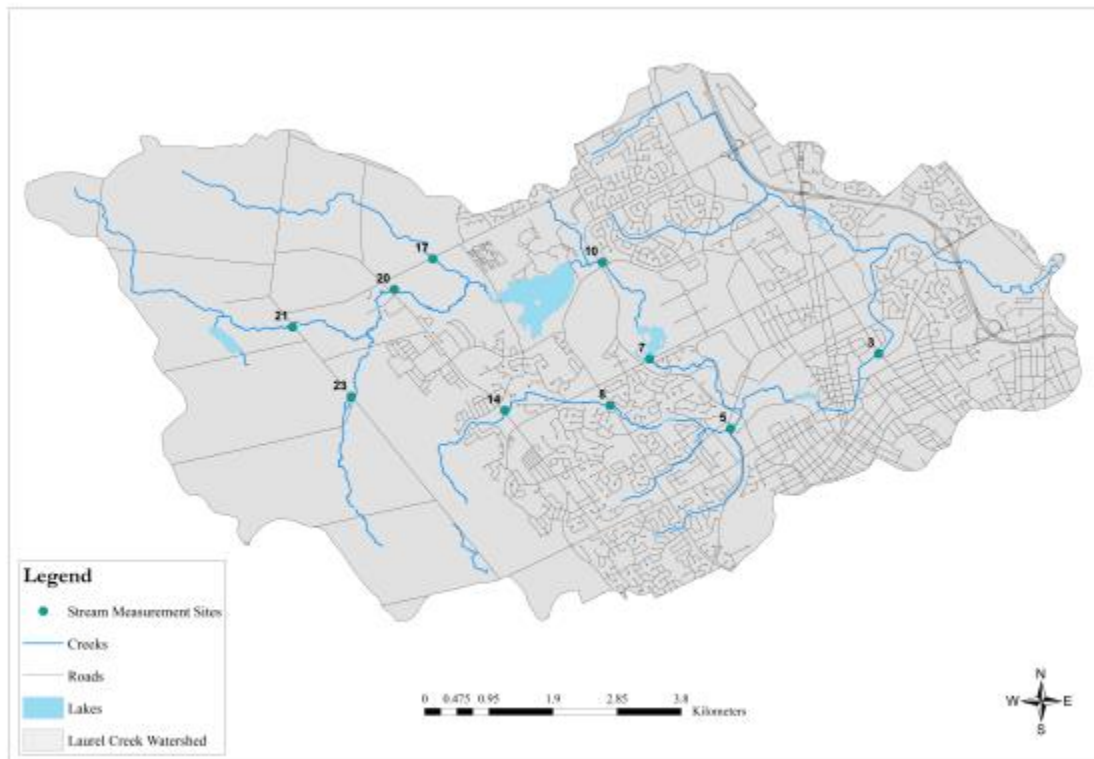 17
10
20
21
3
7
23
14
8
5
Legend
Stream Measurement Sites
Creeks
Roads
Lakes
Laurel Creek Watershed
0 0.475 0.95 1.9 2.85 3.8
Kilometers
N
W E
S